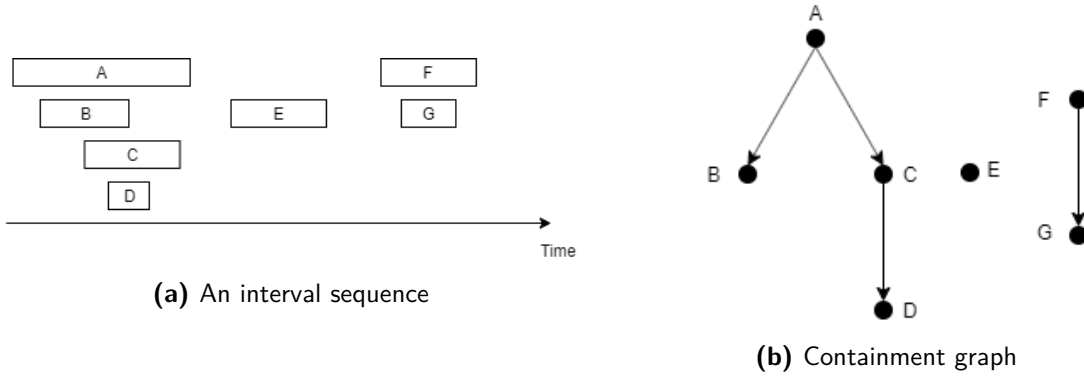 A
F
B
E
G
C
D
Time
(a) An interval sequence
A
F
B
C
E
G
D
(b) Containment graph